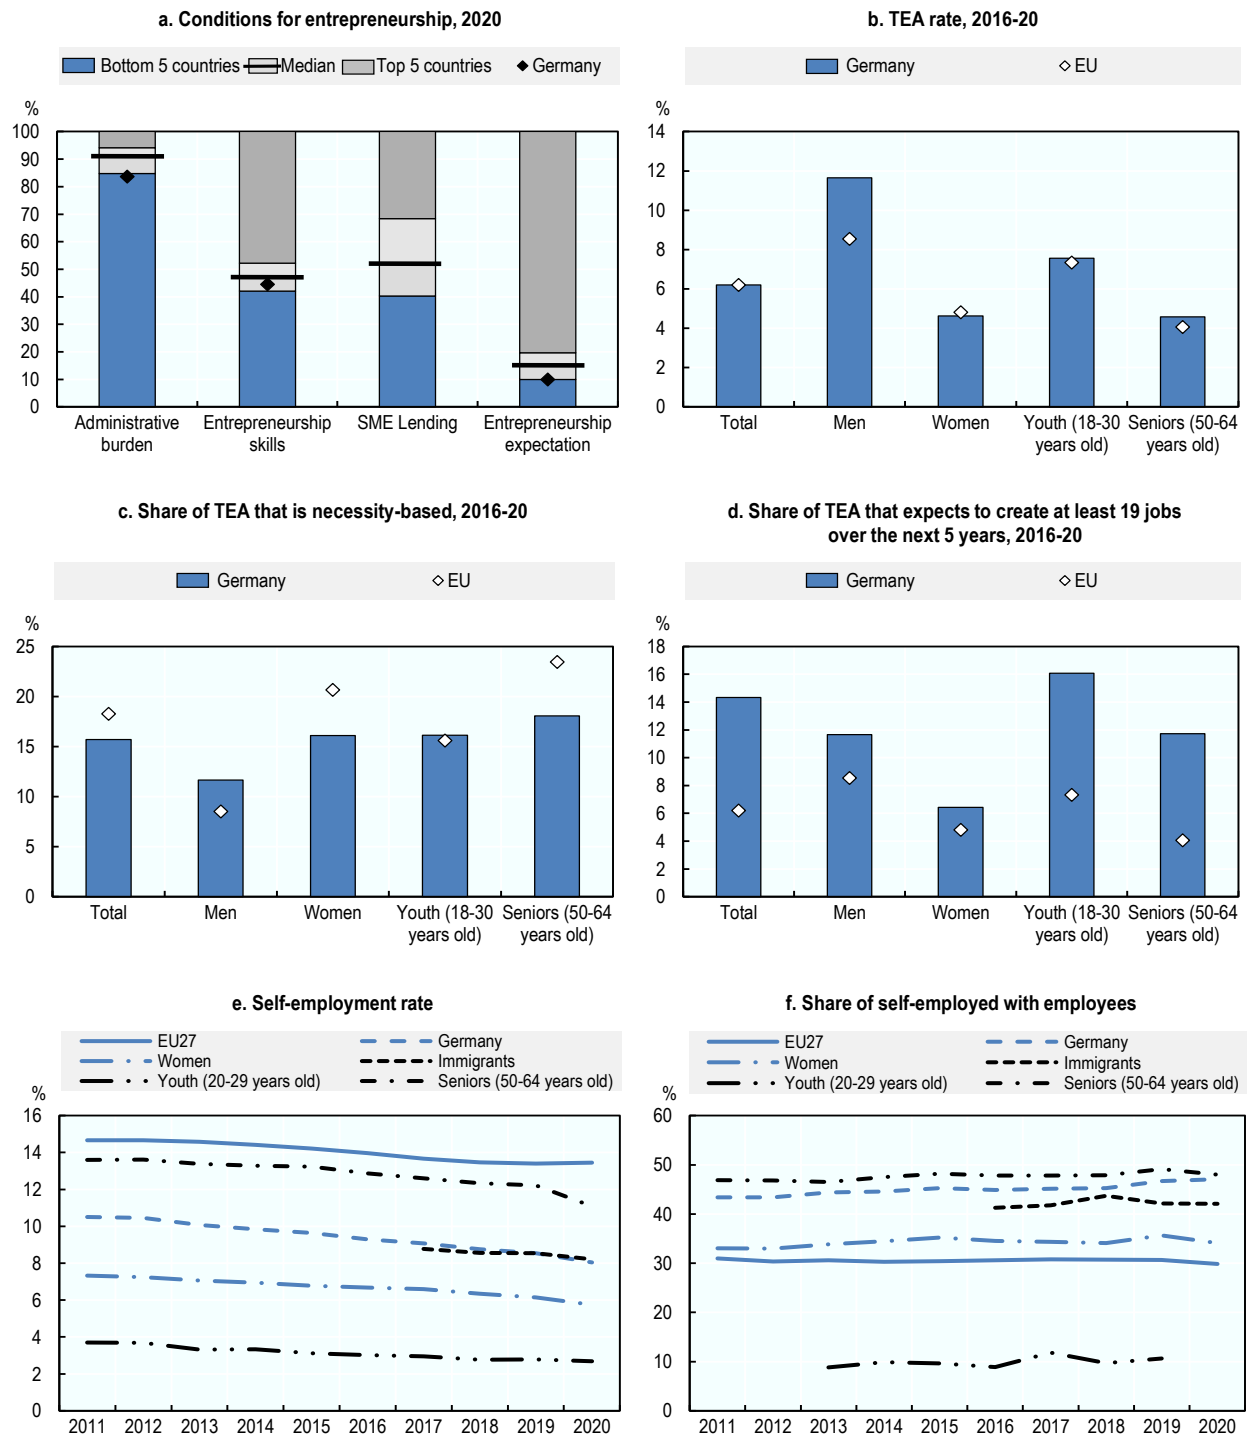 a. Conditions for entrepreneurship, 2020
Bottom 5 countries Median Top 5 countries Germany
%
100
90
80
70
60
50
40
30
20
10
0
Administrative burden
Entrepreneurship skills
SME Lending
Entrepreneurship expectation
b. TEA rate, 2016-20
Germany EU
%
14
12
10
8
6
4
2
0
Total
Men
Women
Youth (18-30 years old)
Seniors (50-64 years old)
c. Share of TEA that is necessity-based, 2016-20
Germany EU
%
25
20
15
10
5
0
Total
Men
Women
Youth (18-30 years old)
Seniors (50-64 years old)
d. Share of TEA that expects to create at least 19 jobs
over the next 5 years, 2016-20
Germany EU
%
18
16
14
12
10
8
6
4
2
0
Total
Men
Women
Youth (18-30 years old)
Seniors (50-64 years old)
e. Self-employment rate
EU27 Germany
Women Immigrants
Youth (20-29 years old) Seniors (50-64 years old)
%
16
14
12
10
8
6
4
2
0
2011 2012 2013 2014 2015 2016 2017 2018 2019 2020
f. Share of self-employed with employees
EU27 Germany
Women Immigrants
Youth (20-29 years old) Seniors (50-64 years old)
%
60
50
40
30
20
10
0
2011 2012 2013 2014 2015 2016 2017 2018 2019 2020